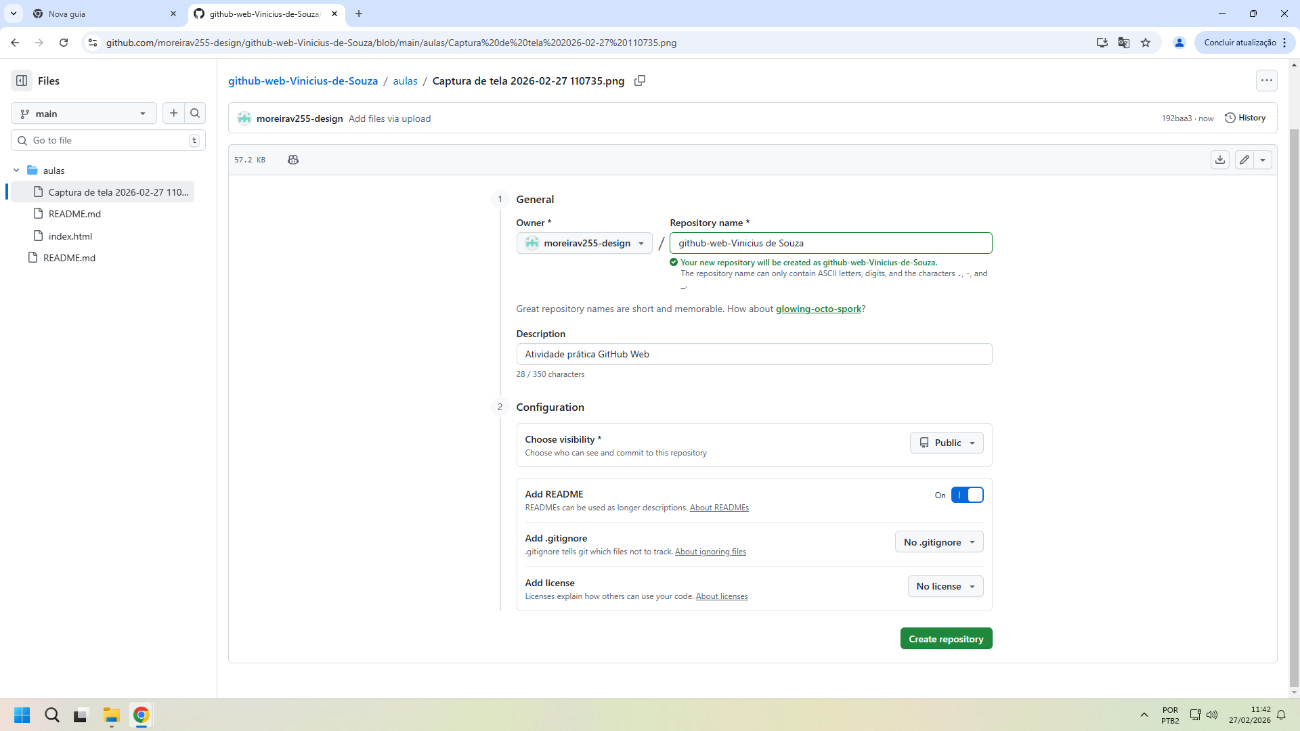 Nova guia
github-web-Vinicius-de-Souza/
github.com/moreirav255-design/github-web-Vinicius-de-Souza/blob/main/aulas/Captura%20de%20tela%202026-02-27%20110735.png
Concluir atualização
Files
github-web-Vinicius-de-Souza / aulas / Captura de tela 2026-02-27 110735.png
main
moreirav255-design Add files via upload
192baa3 · now
History
Go to file
t
57.2 KB
aulas
Captura de tela 2026-02-27 110...
README.md
index.html
README.md
1 General
Owner *
Repository name *
moreirav255-design / github-web-Vinicius de Souza
Your new repository will be created as github-web-Vinicius-de-Souza.
The repository name can only contain ASCII letters, digits, and the characters ., -, and
_.
Great repository names are short and memorable. How about glowing-octo-spork?
Description
Atividade prática GitHub Web
28 / 350 characters
2 Configuration
Choose visibility *
Choose who can see and commit to this repository
Public
Add README
READMEs can be used as longer descriptions. About READMEs
On
Add .gitignore
.gitignore tells git which files not to track. About ignoring files
No .gitignore
Add license
Licenses explain how others can use your code. About licenses
No license
Create repository
POR
PTB2
11:42
27/02/2026